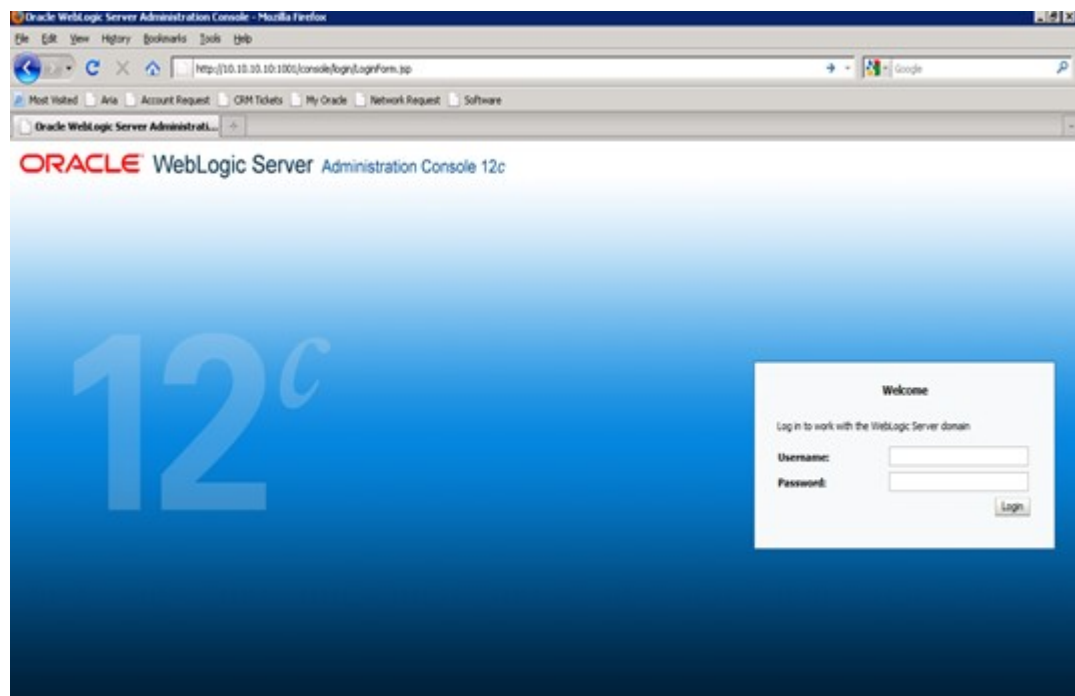 Oracle WebLogic Server Administration Console - Mozilla Firefox
File Edit View History Bookmarks Tools Help
http://10.10.10.10:1001/console/login/LoginForm.jsp
Google
Most Visited Aria Account Request CRM Tickets My Oracle Network Request Software
Oracle WebLogic Server Administrati...
ORACLE WebLogic Server Administration Console 12c
12c
Welcome
Log in to work with the WebLogic Server domain
Username:
Password:
Login